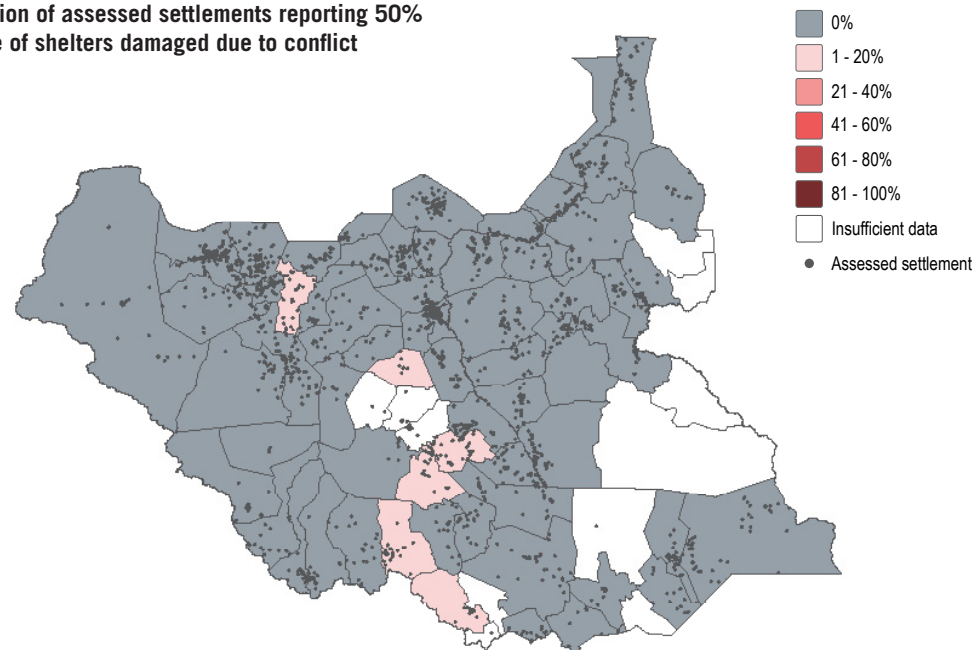 ion of assessed settlements reporting 50%
e of shelters damaged due to conflict
0%
1 - 20%
21 - 40%
41 - 60%
61 - 80%
81 - 100%
Insufficient data
Assessed settlement